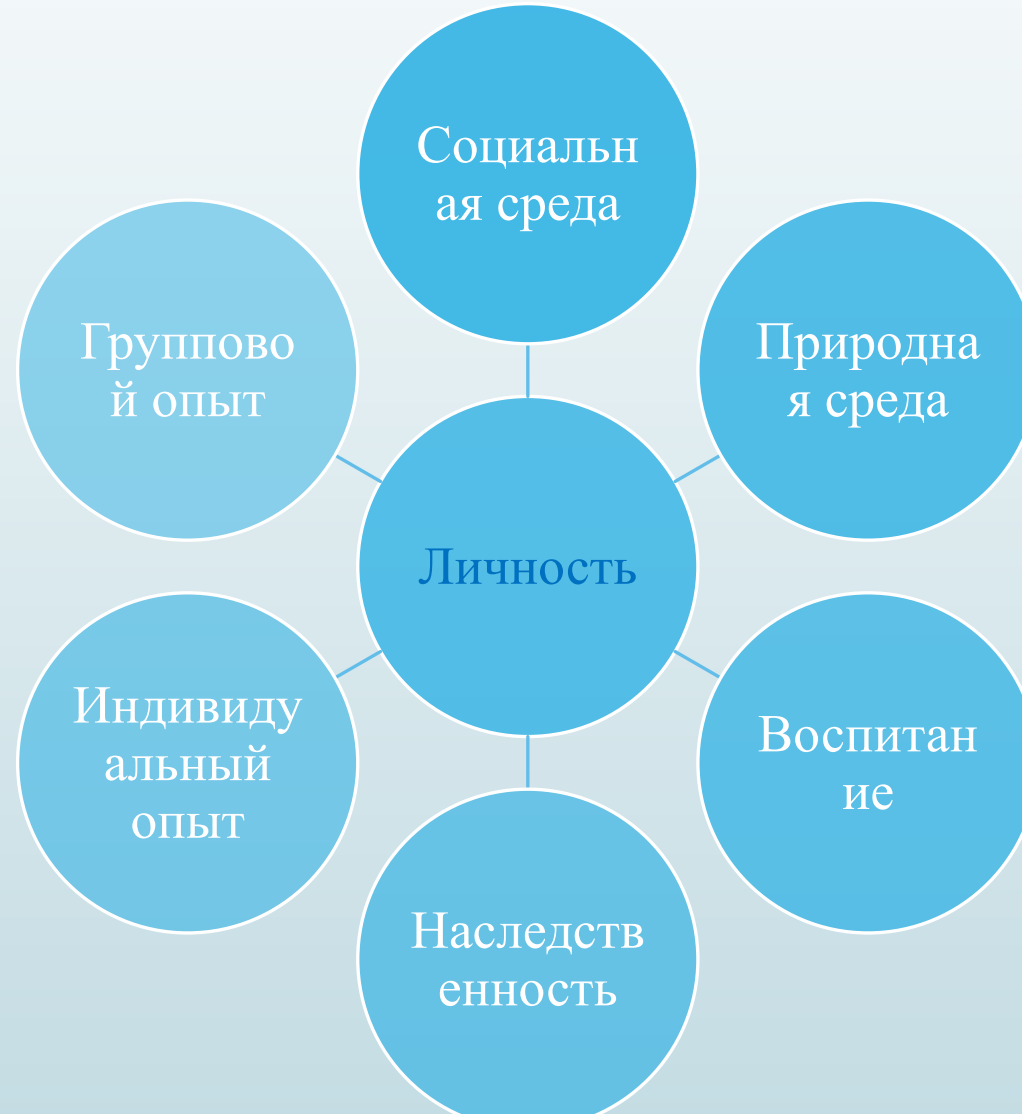 Социальн
ая среда
Группово
й опыт
Природна
я среда
Личность
Индивиду
альный
опыт
Воспитан
ие
Наследств
енность